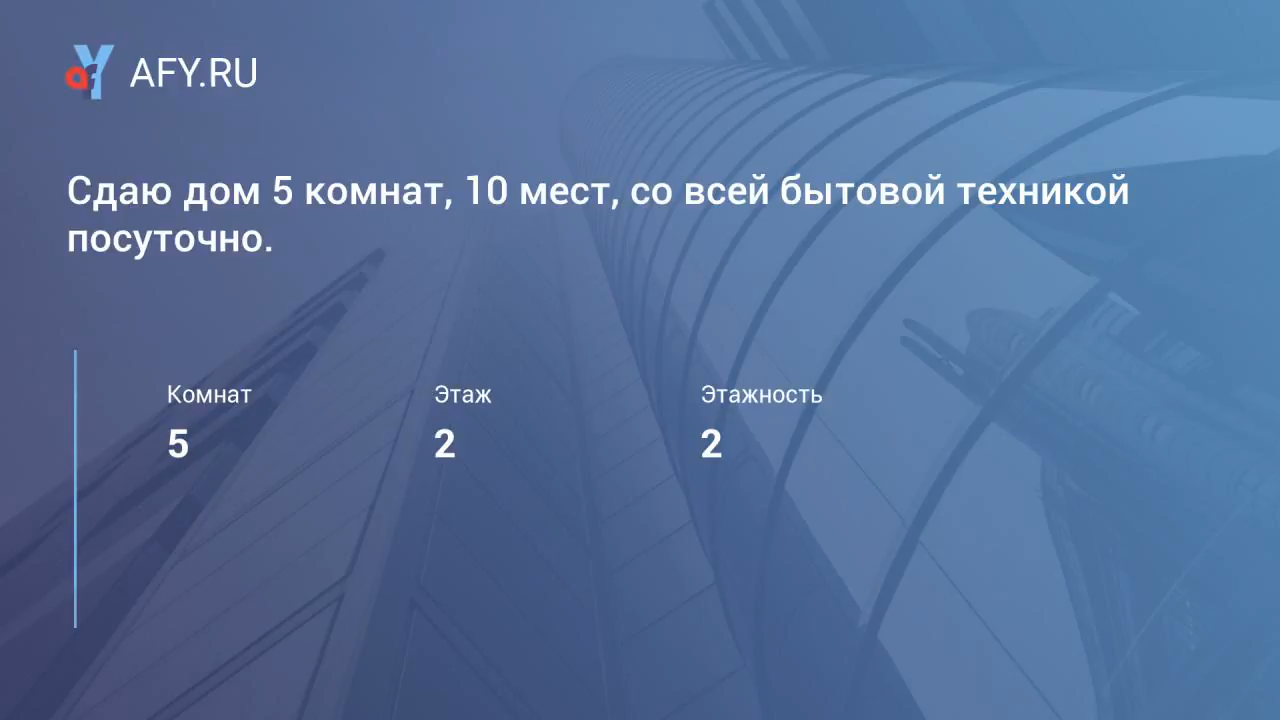 AFY.RU
Сдаю дом 5 комнат, 10 мест, со всей бытовой техникой
посуточно.
Комнат Этаж Этажность
5 2 2